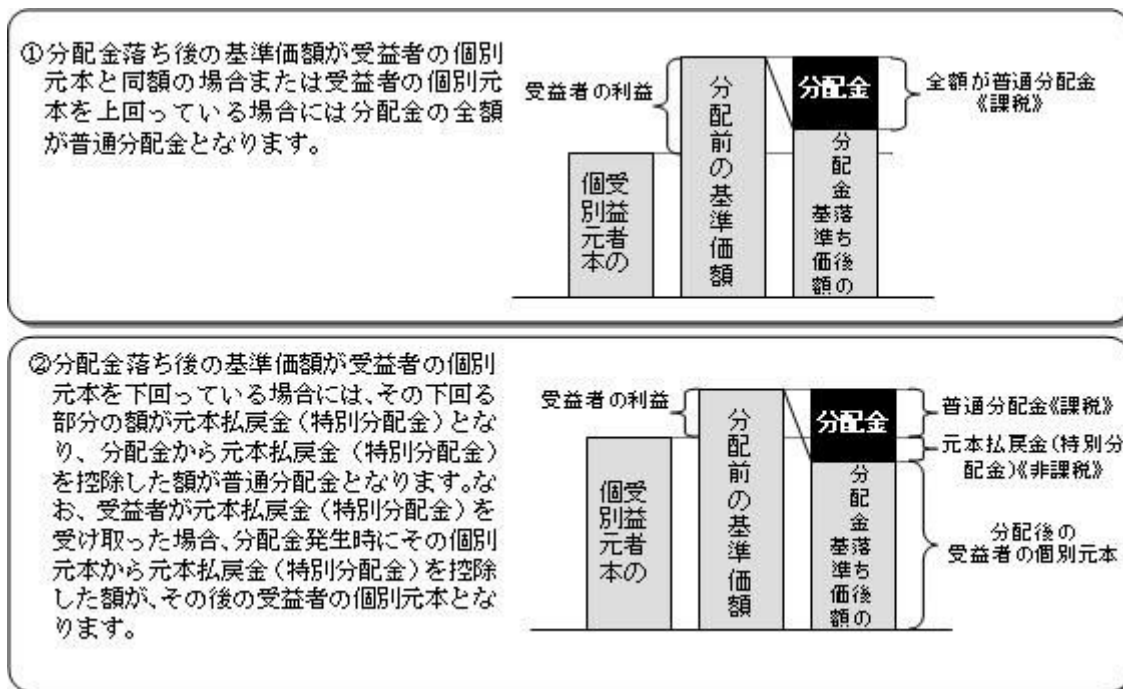 ①分配金落ち後の基準価額が受益者の個別
元本と同額の場合または受益者の個別元
本を上回っている場合には分配金の全額
が普通分配金となります。
受益者の利益
受益者の
個別元本
分配前の基準価額
分配金
分配金落ち後の
基準価額
全額が普通分配金
《課税》
②分配金落ち後の基準価額が受益者の個別
元本を下回っている場合には、その下回る
部分の額が元本払戻金(特別分配金)とな
り、分配金から元本払戻金(特別分配金)
を控除した額が普通分配金となります。な
お、受益者が元本払戻金(特別分配金)を
受け取った場合、分配金発生時にその個別
元本から元本払戻金(特別分配金)を控除
した額が、その後の受益者の個別元本とな
ります。
受益者の利益
受益者の
個別元本
分配前の基準価額
分配金
分配金落ち後の
基準価額
普通分配金《課税》
元本払戻金(特別分
配金)《非課税》
分配後の
受益者の個別元本